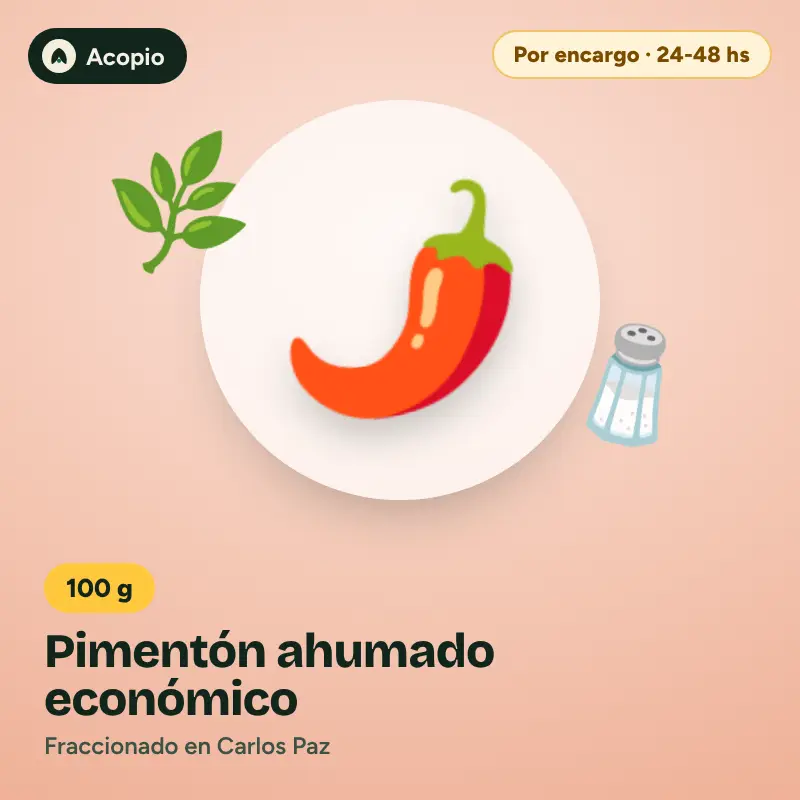 Acopio
Por encargo · 24-48 hs
100 g
Pimentón ahumado
económico
Fraccionado en Carlos Paz